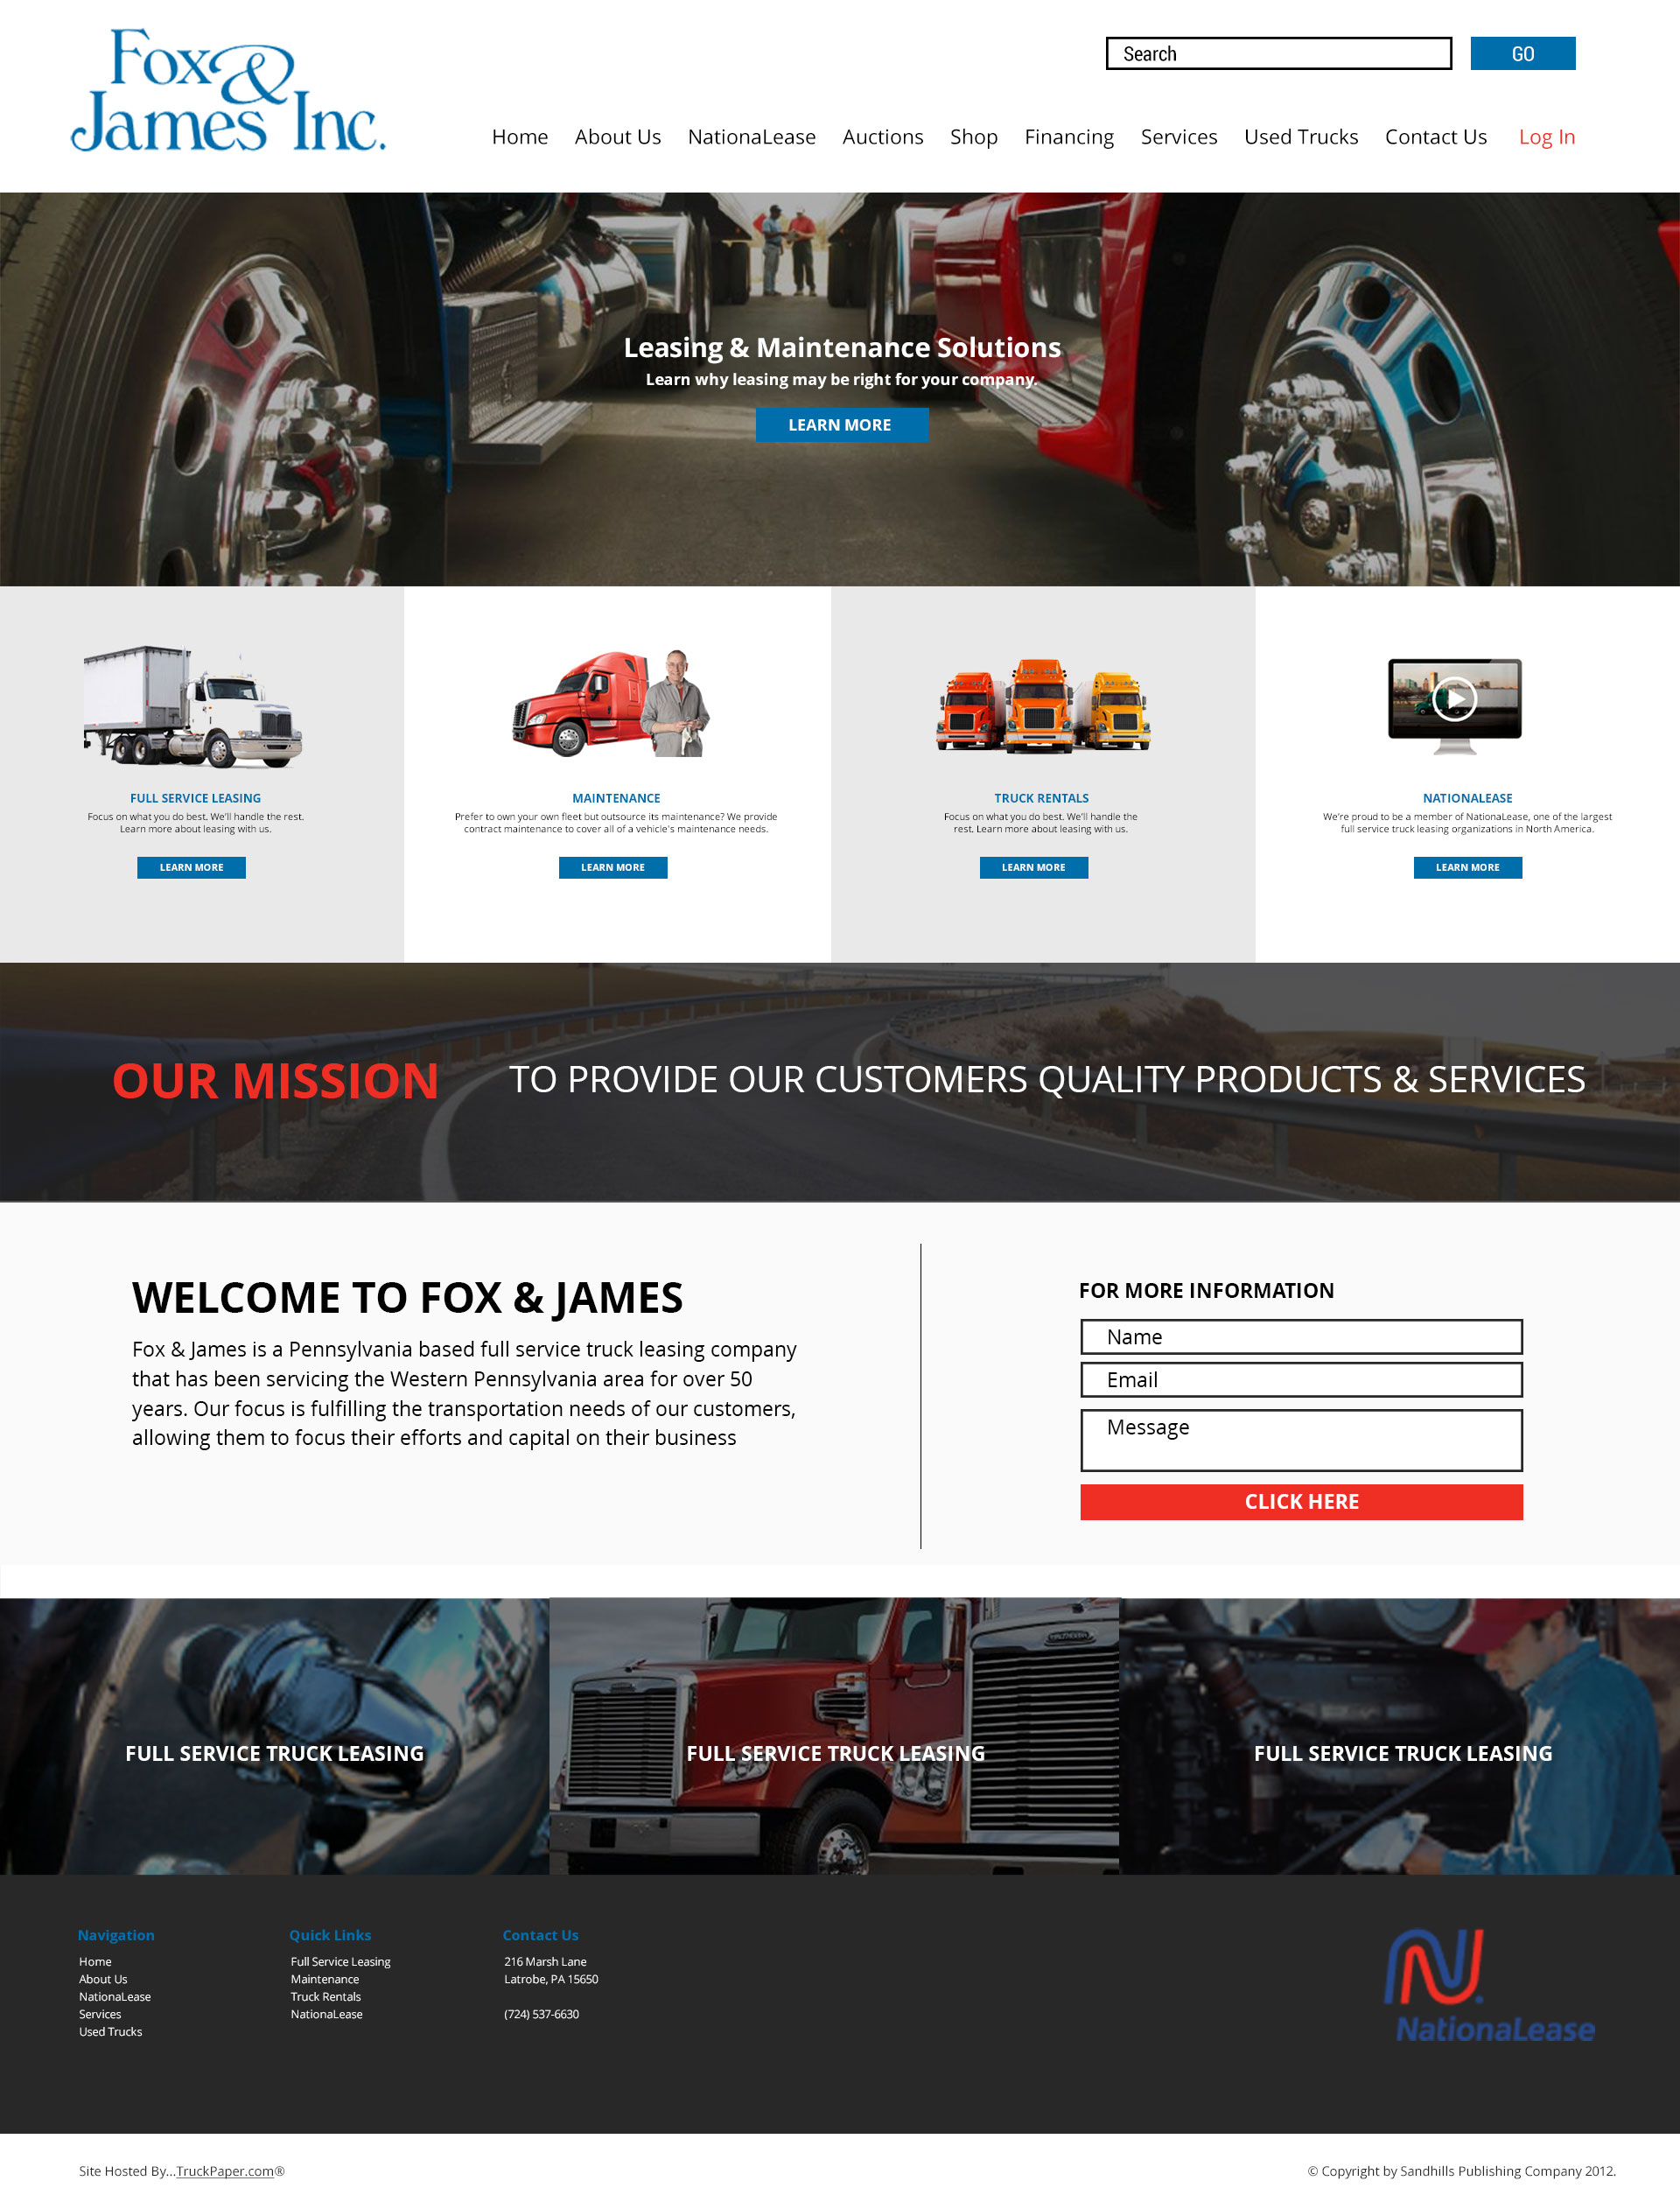 Fox &
James Inc.
Search
GO
Home About Us NationaLease Auctions Shop Financing Services Used Trucks Contact Us Log In
Leasing & Maintenance Solutions
Learn why leasing may be right for your company.
LEARN MORE
FULL SERVICE LEASING
Focus on what you do best. We'll handle the rest.
Learn more about leasing with us.
LEARN MORE
MAINTENANCE
Prefer to own your own fleet but outsource its maintenance? We provide
contract maintenance to cover all of a vehicle's maintenance needs.
LEARN MORE
TRUCK RENTALS
Focus on what you do best. We'll handle the
rest. Learn more about leasing with us.
LEARN MORE
NATIONALEASE
We're proud to be a member of NationaLease, one of the largest
full service truck leasing organizations in North America.
LEARN MORE
OUR MISSION
TO PROVIDE OUR CUSTOMERS QUALITY PRODUCTS & SERVICES
WELCOME TO FOX & JAMES
Fox & James is a Pennsylvania based full service truck leasing company
that has been servicing the Western Pennsylvania area for over 50
years. Our focus is fulfilling the transportation needs of our customers,
allowing them to focus their efforts and capital on their business
FOR MORE INFORMATION
Name
Email
Message
CLICK HERE
FULL SERVICE TRUCK LEASING
FULL SERVICE TRUCK LEASING
FULL SERVICE TRUCK LEASING
Navigation
Home
About Us
NationaLease
Services
Used Trucks
Quick Links
Full Service Leasing
Maintenance
Truck Rentals
NationaLease
Contact Us
216 Marsh Lane
Latrobe, PA 15650
(724) 537-6630
NationaLease
Site Hosted By...TruckPaper.com®
© Copyright by Sandhills Publishing Company 2012.